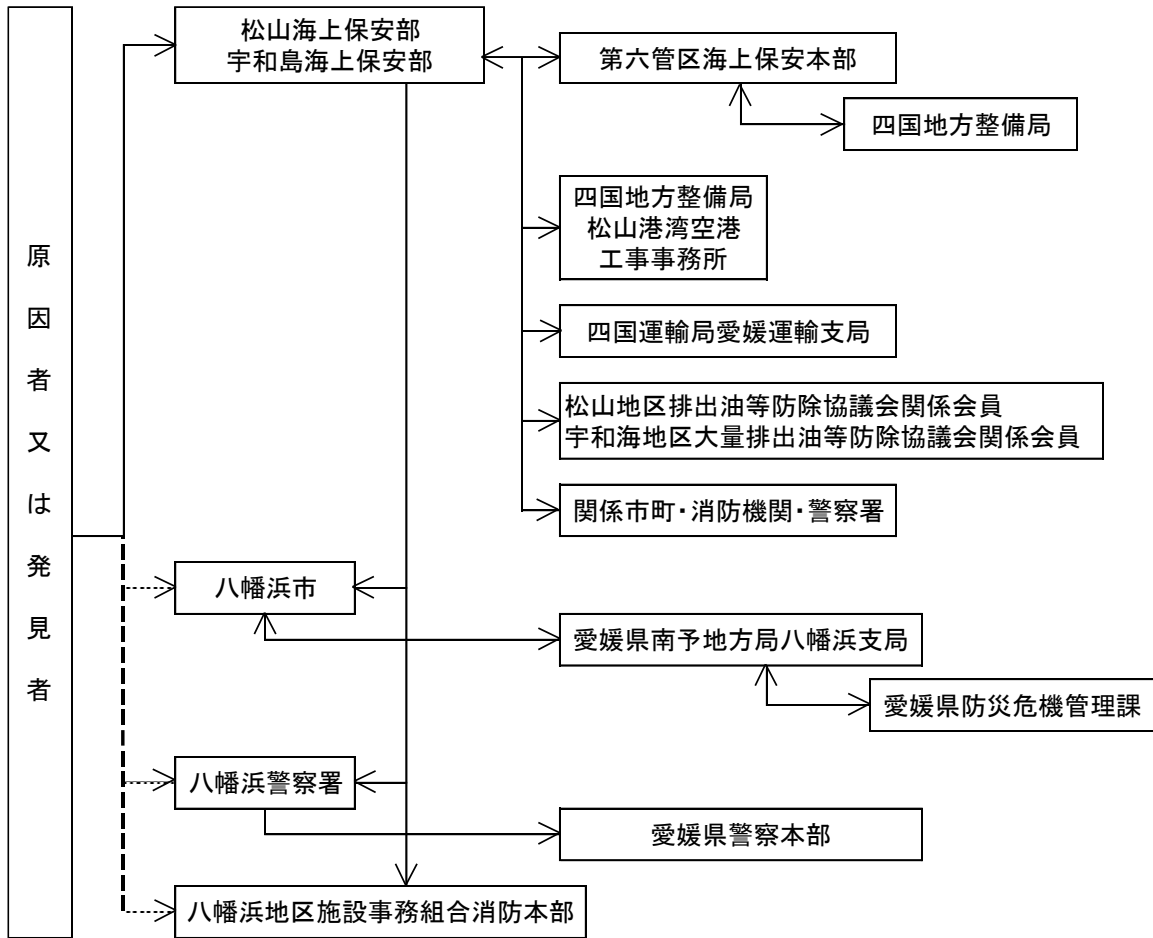 原因者又は発見者
松山海上保安部
宇和島海上保安部
第六管区海上保安本部
四国地方整備局
四国地方整備局
松山港湾空港
工事事務所
四国運輸局愛媛運輸支局
松山地区排出油等防除協議会関係会員
宇和海地区大量排出油等防除協議会関係会員
関係市町・消防機関・警察署
八幡浜市
愛媛県南予地方局八幡浜支局
愛媛県防災危機管理課
八幡浜警察署
愛媛県警察本部
八幡浜地区施設事務組合消防本部